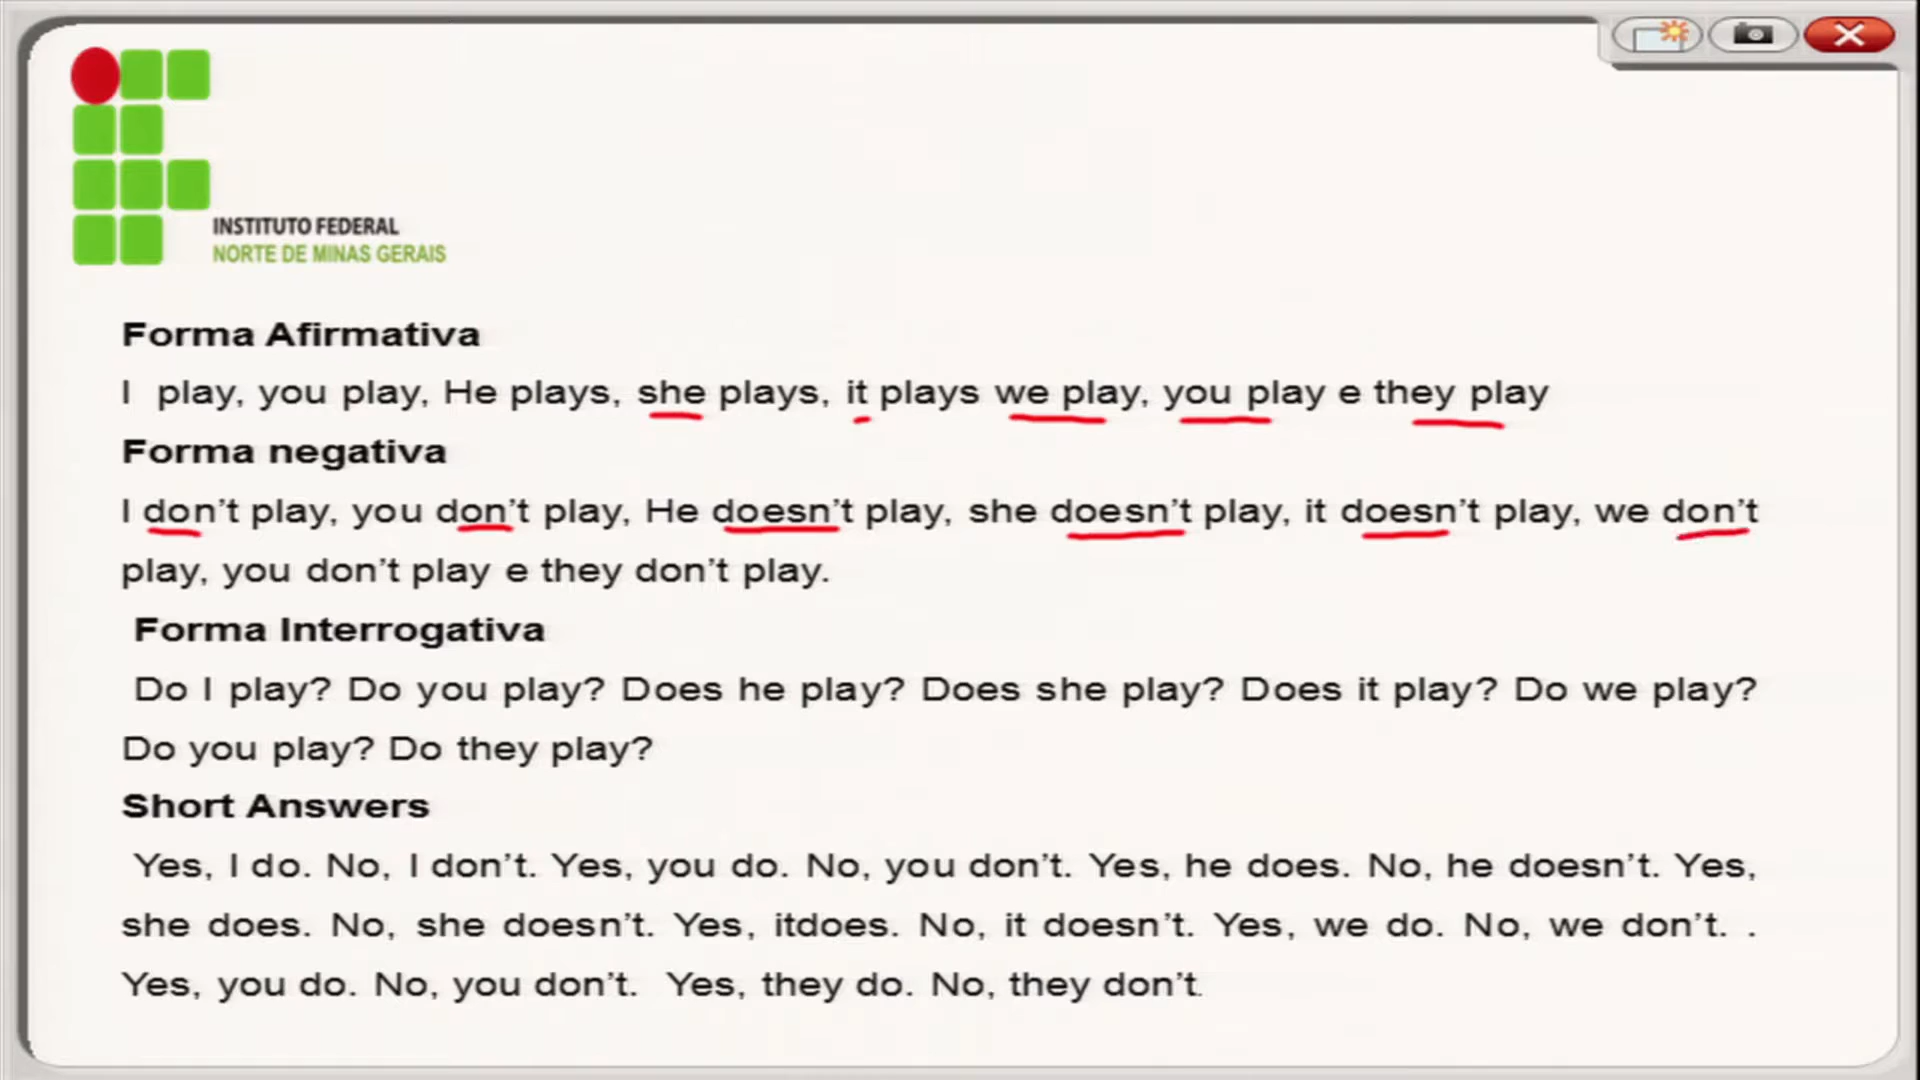 INSTITUTO FEDERAL
NORTE DE MINAS GERAIS
Forma Afirmativa
I play, you play, He plays, she plays, it plays we play, you play e they play
Forma negativa
I don't play, you don't play, He doesn't play, she doesn't play, it doesn't play, we don't
play, you don't play e they don't play.
Forma Interrogativa
Do I play? Do you play? Does he play? Does she play? Does it play? Do we play?
Do you play? Do they play?
Short Answers
Yes, I do. No, I don't. Yes, you do. No, you don't. Yes, he does. No, he doesn't. Yes,
she does. No, she doesn't. Yes, itdoes. No, it doesn't. Yes, we do. No, we don't. .
Yes, you do. No, you don't. Yes, they do. No, they don't.